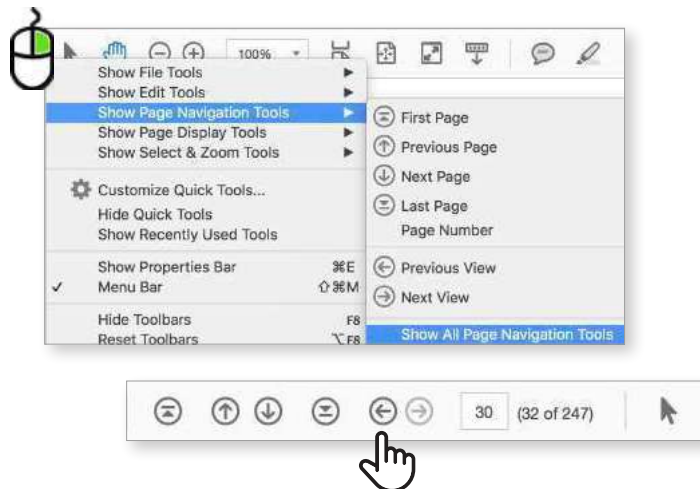 100%
Show File Tools
Show Edit Tools
Show Page Navigation Tools
Show Page Display Tools
Show Select & Zoom Tools
Customize Quick Tools...
Hide Quick Tools
Show Recently Used Tools
Show Properties Bar ⌘E
✓ Menu Bar ⇧⌘M
Hide Toolbars F8
Reset Toolbars ⌥F8
First Page
Previous Page
Next Page
Last Page
Page Number
Previous View
Next View
Show All Page Navigation Tools
30 (32 of 247)